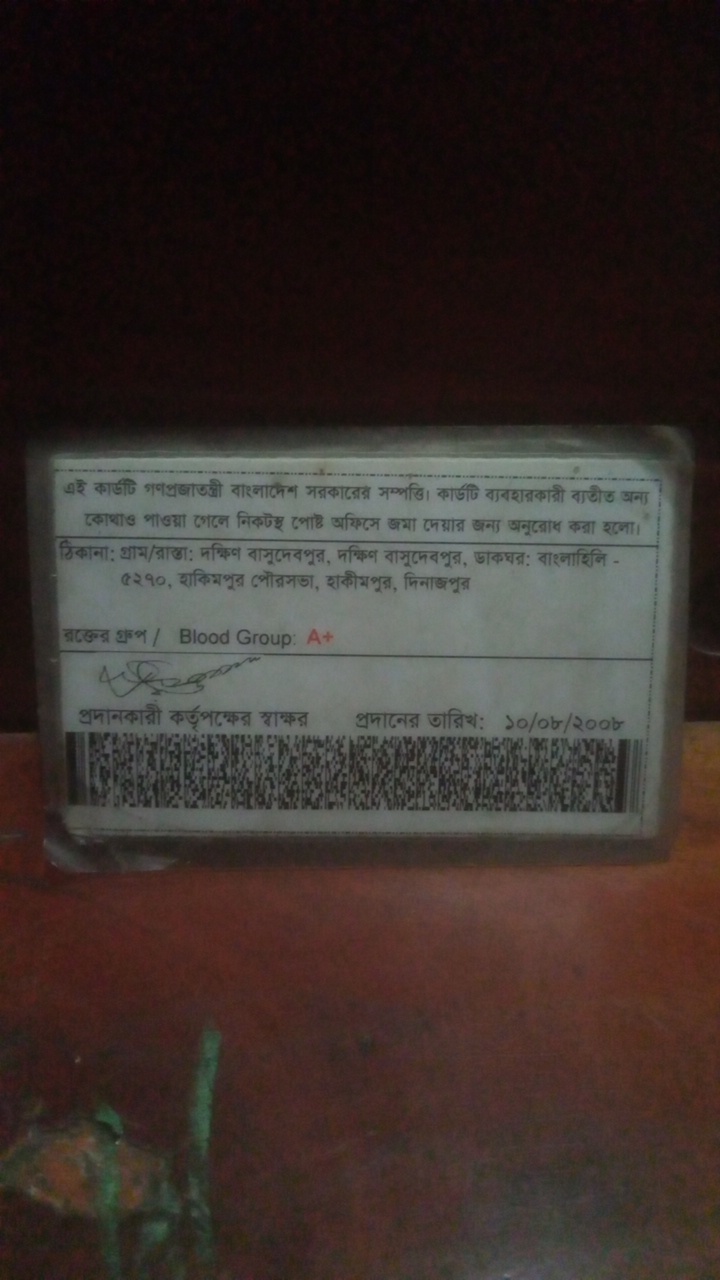 এই কার্ডটি গণপ্রজাতন্ত্রী বাংলাদেশ সরকারের সম্পত্তি। কার্ডটি ব্যবহারকারী ব্যতীত অন্য
কোথাও পাওয়া গেলে নিকটস্থ পোষ্ট অফিসে জমা দেয়ার জন্য অনুরোধ করা হলো।
ঠিকানা: গ্রাম/রাস্তা: দক্ষিণ বাসুদেবপুর, দক্ষিণ বাসুদেবপুর, ডাকঘর: বাংলাহিলি -
৫২৭০, হাকিমপুর পৌরসভা, হাকীমপুর, দিনাজপুর
রক্তের গ্রুপ / Blood Group: A+
প্রদানকারী কর্তৃপক্ষের স্বাক্ষর প্রদানের তারিখ: ১০/০৮/২০০৮